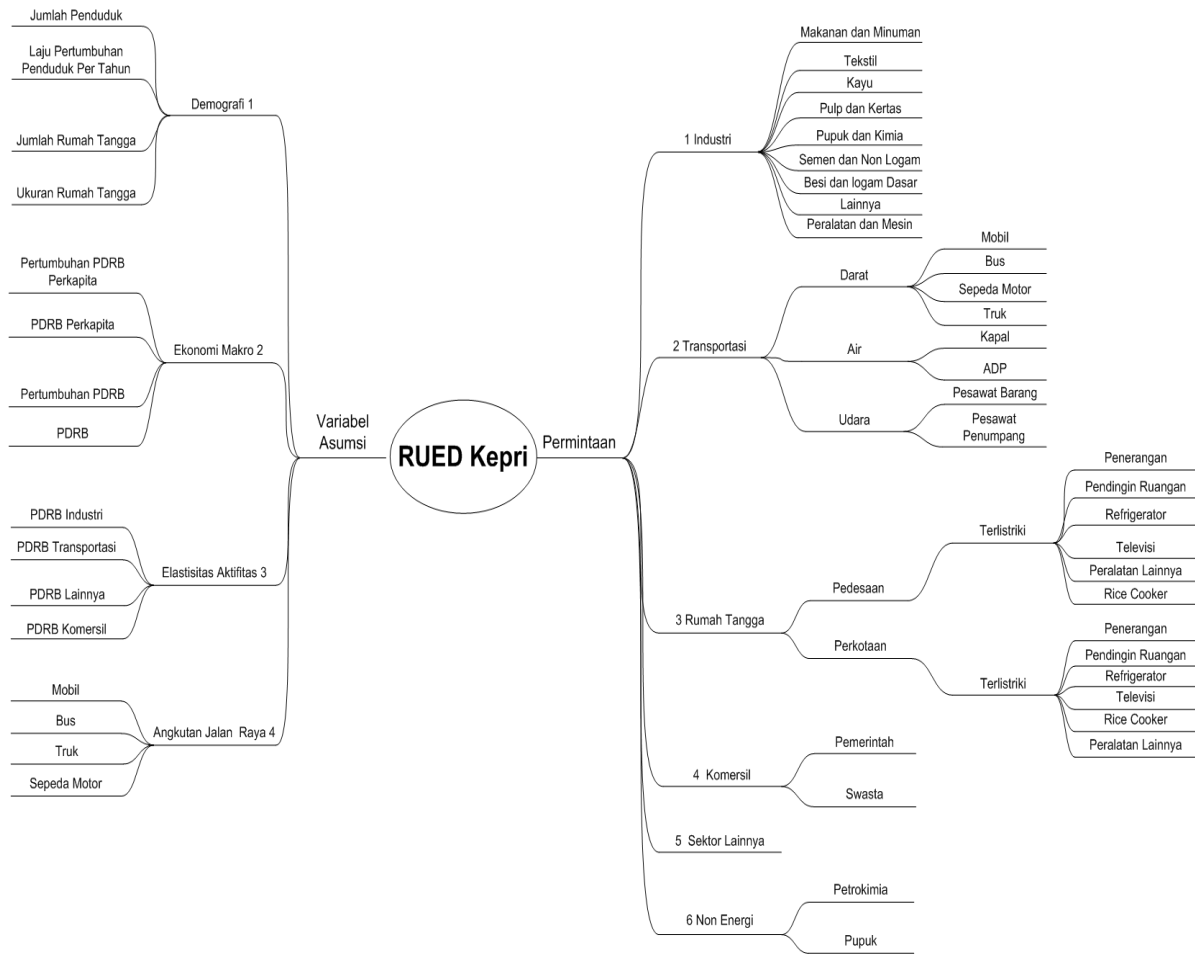 Jumlah Penduduk
Laju Pertumbuhan
Penduduk Per Tahun
Demografi 1
Jumlah Rumah Tangga
Ukuran Rumah Tangga
Pertumbuhan PDRB
Perkapita
PDRB Perkapita
Ekonomi Makro 2
Pertumbuhan PDRB
PDRB
Variabel
Asumsi
PDRB Industri
PDRB Transportasi
Elastisitas Aktifitas 3
PDRB Lainnya
PDRB Komersil
Mobil
Bus
Angkutan Jalan Raya 4
Truk
Sepeda Motor
RUED Kepri
Permintaan
1 Industri
Makanan dan Minuman
Tekstil
Kayu
Pulp dan Kertas
Pupuk dan Kimia
Semen dan Non Logam
Besi dan logam Dasar
Lainnya
Peralatan dan Mesin
2 Transportasi
Darat
Mobil
Bus
Sepeda Motor
Truk
Air
Kapal
ADP
Udara
Pesawat Barang
Pesawat
Penumpang
3 Rumah Tangga
Pedesaan
Terlistriki
Penerangan
Pendingin Ruangan
Refrigerator
Televisi
Peralatan Lainnya
Rice Cooker
Perkotaan
Terlistriki
Penerangan
Pendingin Ruangan
Refrigerator
Televisi
Rice Cooker
Peralatan Lainnya
4 Komersil
Pemerintah
Swasta
5 Sektor Lainnya
6 Non Energi
Petrokimia
Pupuk